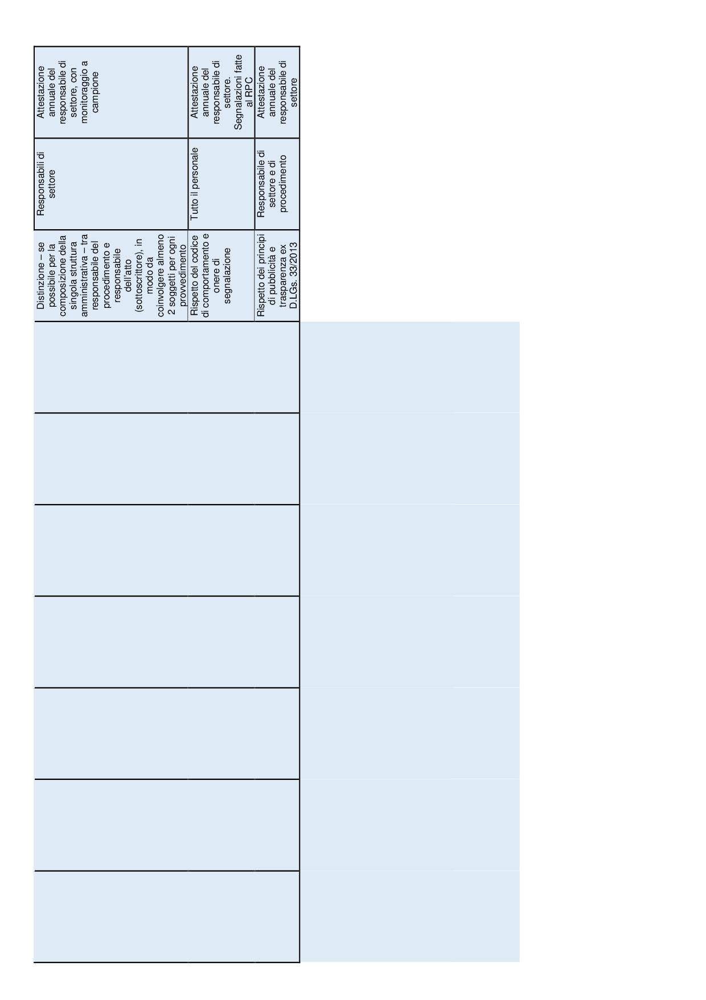 Distinzione – se
possibile per la
composizione della
singola struttura
amministrativa – tra
responsabile del
procedimento e
responsabile
dell'atto
(sottoscrittore), in
modo da
coinvolgere almeno
2 soggetti per ogni
provvedimento
Responsabili di
settore
Attestazione
annuale del
responsabile di
settore, con
monitoraggio a
campione
Rispetto del codice
di comportamento e
onere di
segnalazione
Tutto il personale
Attestazione
annuale del
responsabile di
settore.
Segnalazioni fatte
al RPC
Rispetto dei principi
di pubblicità e
trasparenza ex
D.LGs. 33/2013
Responsabile di
settore e di
procedimento
Attestazione
annuale del
responsabile di
settore